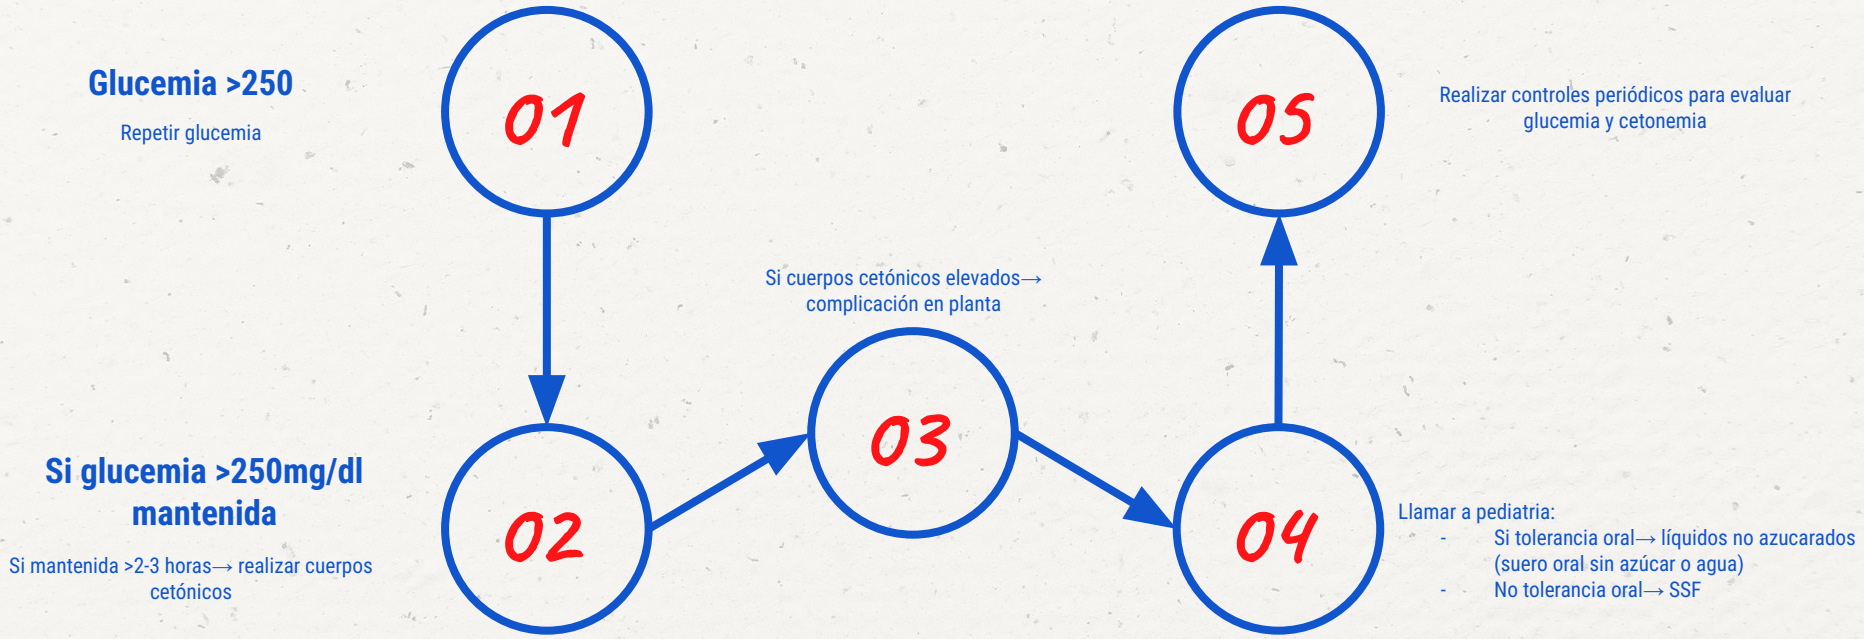 01
Glucemia >250
Repetir glucemia
02
Si glucemia >250mg/dl
mantenida
Si mantenida >2-3 horas→ realizar cuerpos
cetónicos
Si cuerpos cetónicos elevados→
complicación en planta
03
04
Llamar a pediatria:
- Si tolerancia oral→ líquidos no azucarados
(suero oral sin azúcar o agua)
- No tolerancia oral→ SSF
05
Realizar controles periódicos para evaluar
glucemia y cetonemia